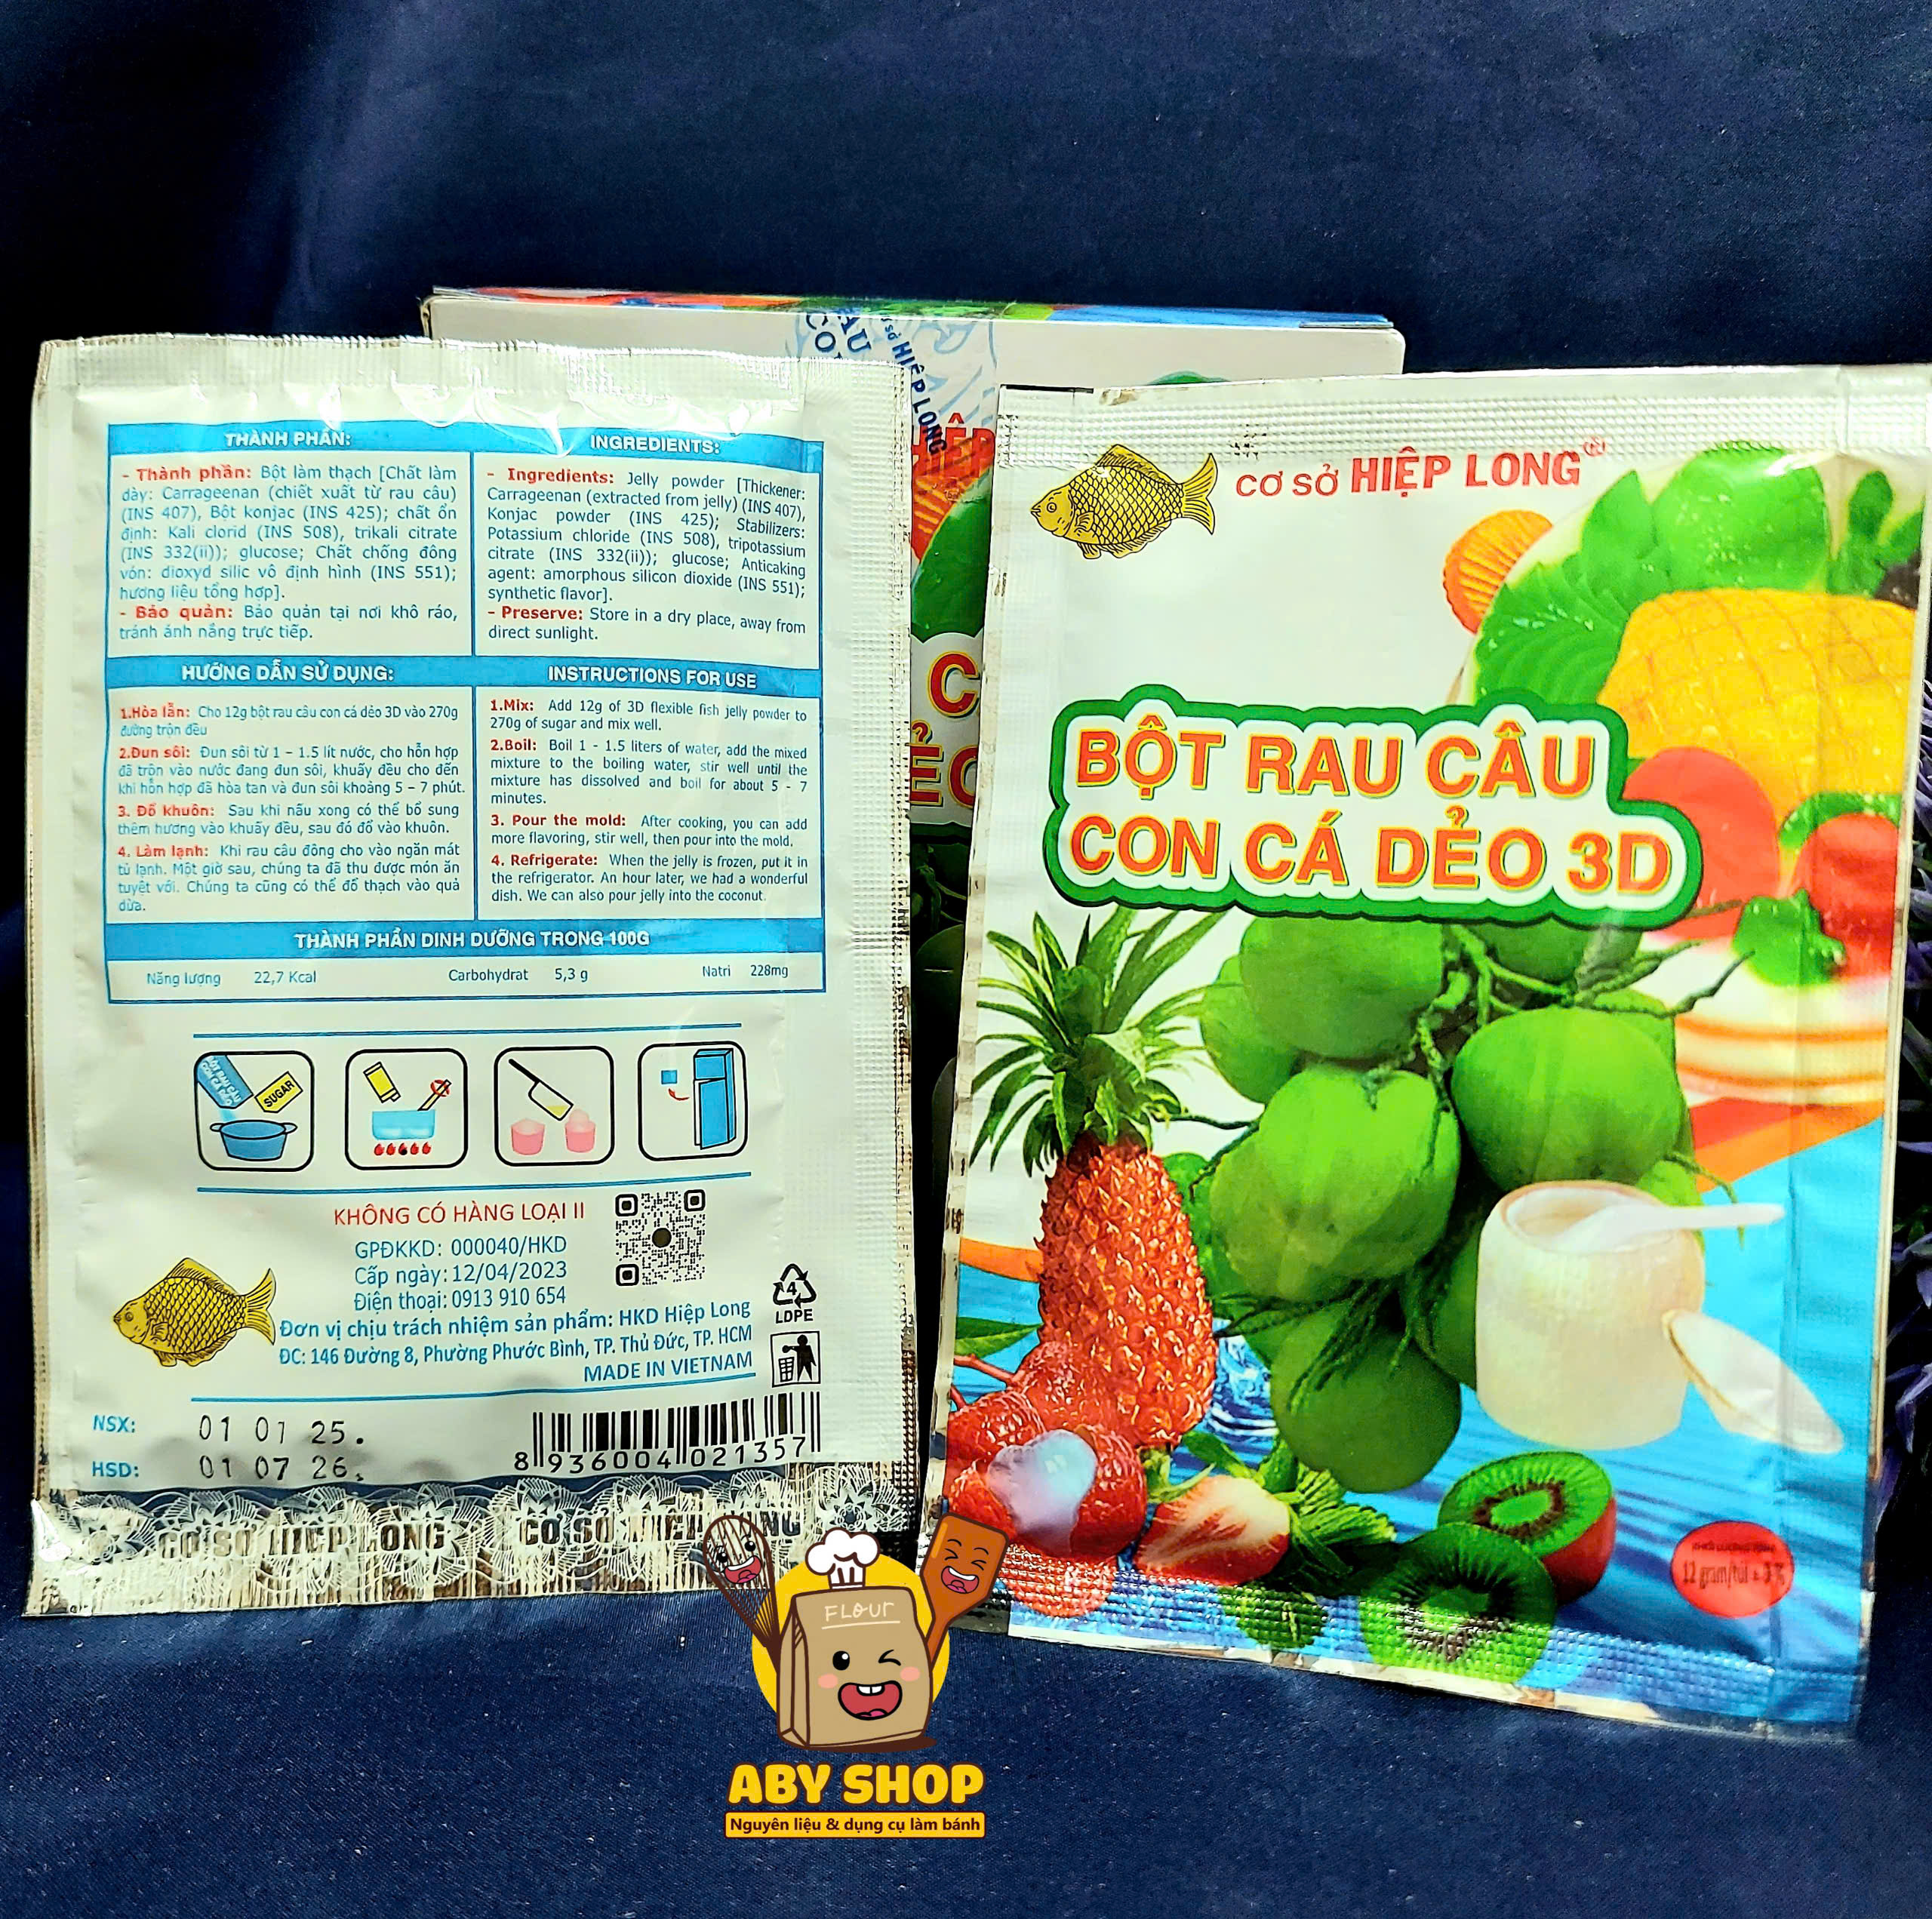 THÀNH PHẦN:
- Thành phần: Bột làm thạch [Chất làm
dày: Carrageenan (chiết xuất từ rau câu)
(INS 407), Bột konjac (INS 425); chất ổn
định: Kali clorid (INS 508), trikali citrate
(INS 332(ii)); glucose; Chất chống đông
vón: dioxyd silic vô định hình (INS 551);
hương liệu tổng hợp].
- Bảo quản: Bảo quản tại nơi khô ráo,
tránh ánh nắng trực tiếp.
INGREDIENTS:
- Ingredients: Jelly powder [Thickener:
Carrageenan (extracted from jelly) (INS 407),
Konjac powder (INS 425); Stabilizers:
Potassium chloride (INS 508), tripotassium
citrate (INS 332(ii)); glucose; Anticaking
agent: amorphous silicon dioxide (INS 551);
synthetic flavor].
- Preserve: Store in a dry place, away from
direct sunlight.
HƯỚNG DẪN SỬ DỤNG:
1.Hòa lẫn: Cho 12g bột rau câu con cá dẻo 3D vào 270g
đường trộn đều
2.Đun sôi: Đun sôi từ 1 – 1.5 lít nước, cho hỗn hợp
đã trộn vào nước đang đun sôi, khuấy đều cho đến
khi hỗn hợp đã hòa tan và đun sôi khoảng 5 – 7 phút.
3. Đổ khuôn: Sau khi nấu xong có thể bổ sung
thêm hương vào khuấy đều, sau đó đổ vào khuôn.
4. Làm lạnh: Khi rau câu đông cho vào ngăn mát
tủ lạnh. Một giờ sau, chúng ta đã thu được món ăn
tuyệt vời. Chúng ta cũng có thể đổ thạch vào quả
dừa.
INSTRUCTIONS FOR USE
1.Mix: Add 12g of 3D flexible fish jelly powder to
270g of sugar and mix well.
2.Boil: Boil 1 - 1.5 liters of water, add the mixed
mixture to the boiling water, stir well until the
mixture has dissolved and boil for about 5 - 7
minutes.
3. Pour the mold: After cooking, you can add
more flavoring, stir well, then pour into the mold.
4. Refrigerate: When the jelly is frozen, put it in
the refrigerator. An hour later, we had a wonderful
dish. We can also pour jelly into the coconut.
THÀNH PHẦN DINH DƯỠNG TRONG 100G
Năng lượng 22,7 Kcal Carbohydrat 5,3 g Natri 228mg
SUGAR
KHÔNG CÓ HÀNG LOẠI II
GPĐKKD: 000040/HKD
Cấp ngày: 12/04/2023
Điện thoại: 0913 910 654
Đơn vị chịu trách nhiệm sản phẩm: HKD Hiệp Long
ĐC: 146 Đường 8, Phường Phước Bình, TP. Thủ Đức, TP. HCM
MADE IN VIETNAM
4
LDPE
NSX: 01 01 25.
HSD: 01 07 26.
8 936004 021357
CƠ SỞ HIỆP LONG CƠ SỞ HIỆP LONG
HIỆP LONG
CƠ SỞ HIỆP LONG®
BỘT RAU CÂU
CON CÁ DẺO 3D
12 gram/túi ± 3%
FLOUR
ABY SHOP
Nguyên liệu & dụng cụ làm bánh